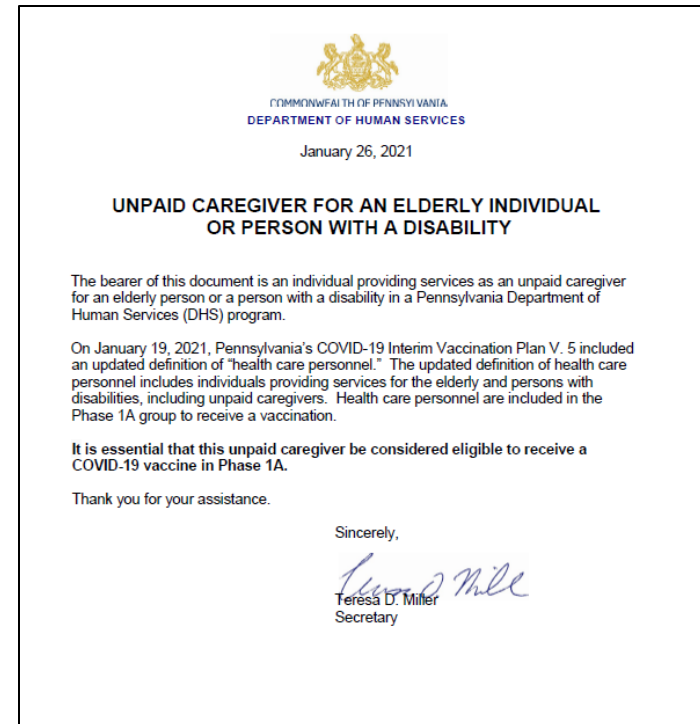 COMMONWEALTH OF PENNSYLVANIA
DEPARTMENT OF HUMAN SERVICES
January 26, 2021
UNPAID CAREGIVER FOR AN ELDERLY INDIVIDUAL
OR PERSON WITH A DISABILITY
The bearer of this document is an individual providing services as an unpaid caregiver
for an elderly person or a person with a disability in a Pennsylvania Department of
Human Services (DHS) program.
On January 19, 2021, Pennsylvania's COVID-19 Interim Vaccination Plan V. 5 included
an updated definition of “health care personnel.” The updated definition of health care
personnel includes individuals providing services for the elderly and persons with
disabilities, including unpaid caregivers. Health care personnel are included in the
Phase 1A group to receive a vaccination.
It is essential that this unpaid caregiver be considered eligible to receive a
COVID-19 vaccine in Phase 1A.
Thank you for your assistance.
Sincerely,
Teresa D. Miller
Secretary